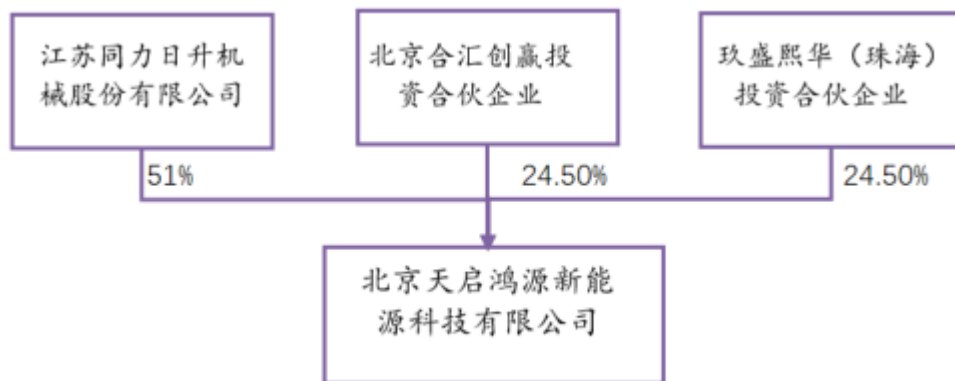 江苏同力日升机
械股份有限公司
北京合汇创赢投
资合伙企业
玖盛熙华（珠海）
投资合伙企业
51%
24.50%
24.50%
北京天启鸿源新能
源科技有限公司